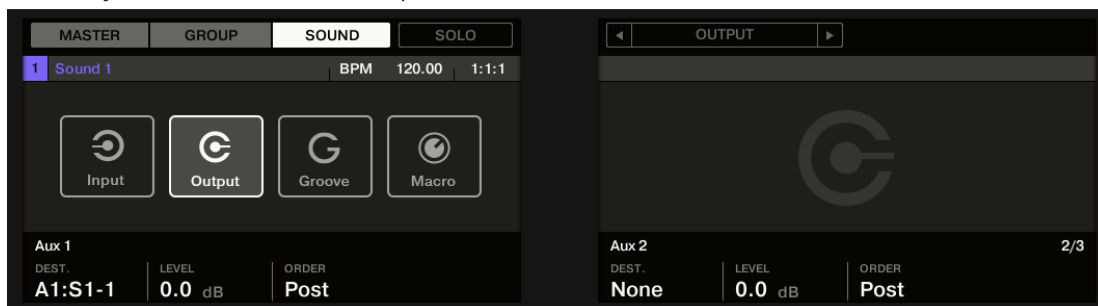 MASTER GROUP SOUND SOLO
1 Sound 1 BPM 120.00 1:1:1
Input Output Groove Macro
Aux 1
DEST. LEVEL ORDER
A1:S1-1 0.0 dB Post
OUTPUT
Aux 2 2/3
DEST. LEVEL ORDER
None 0.0 dB Post